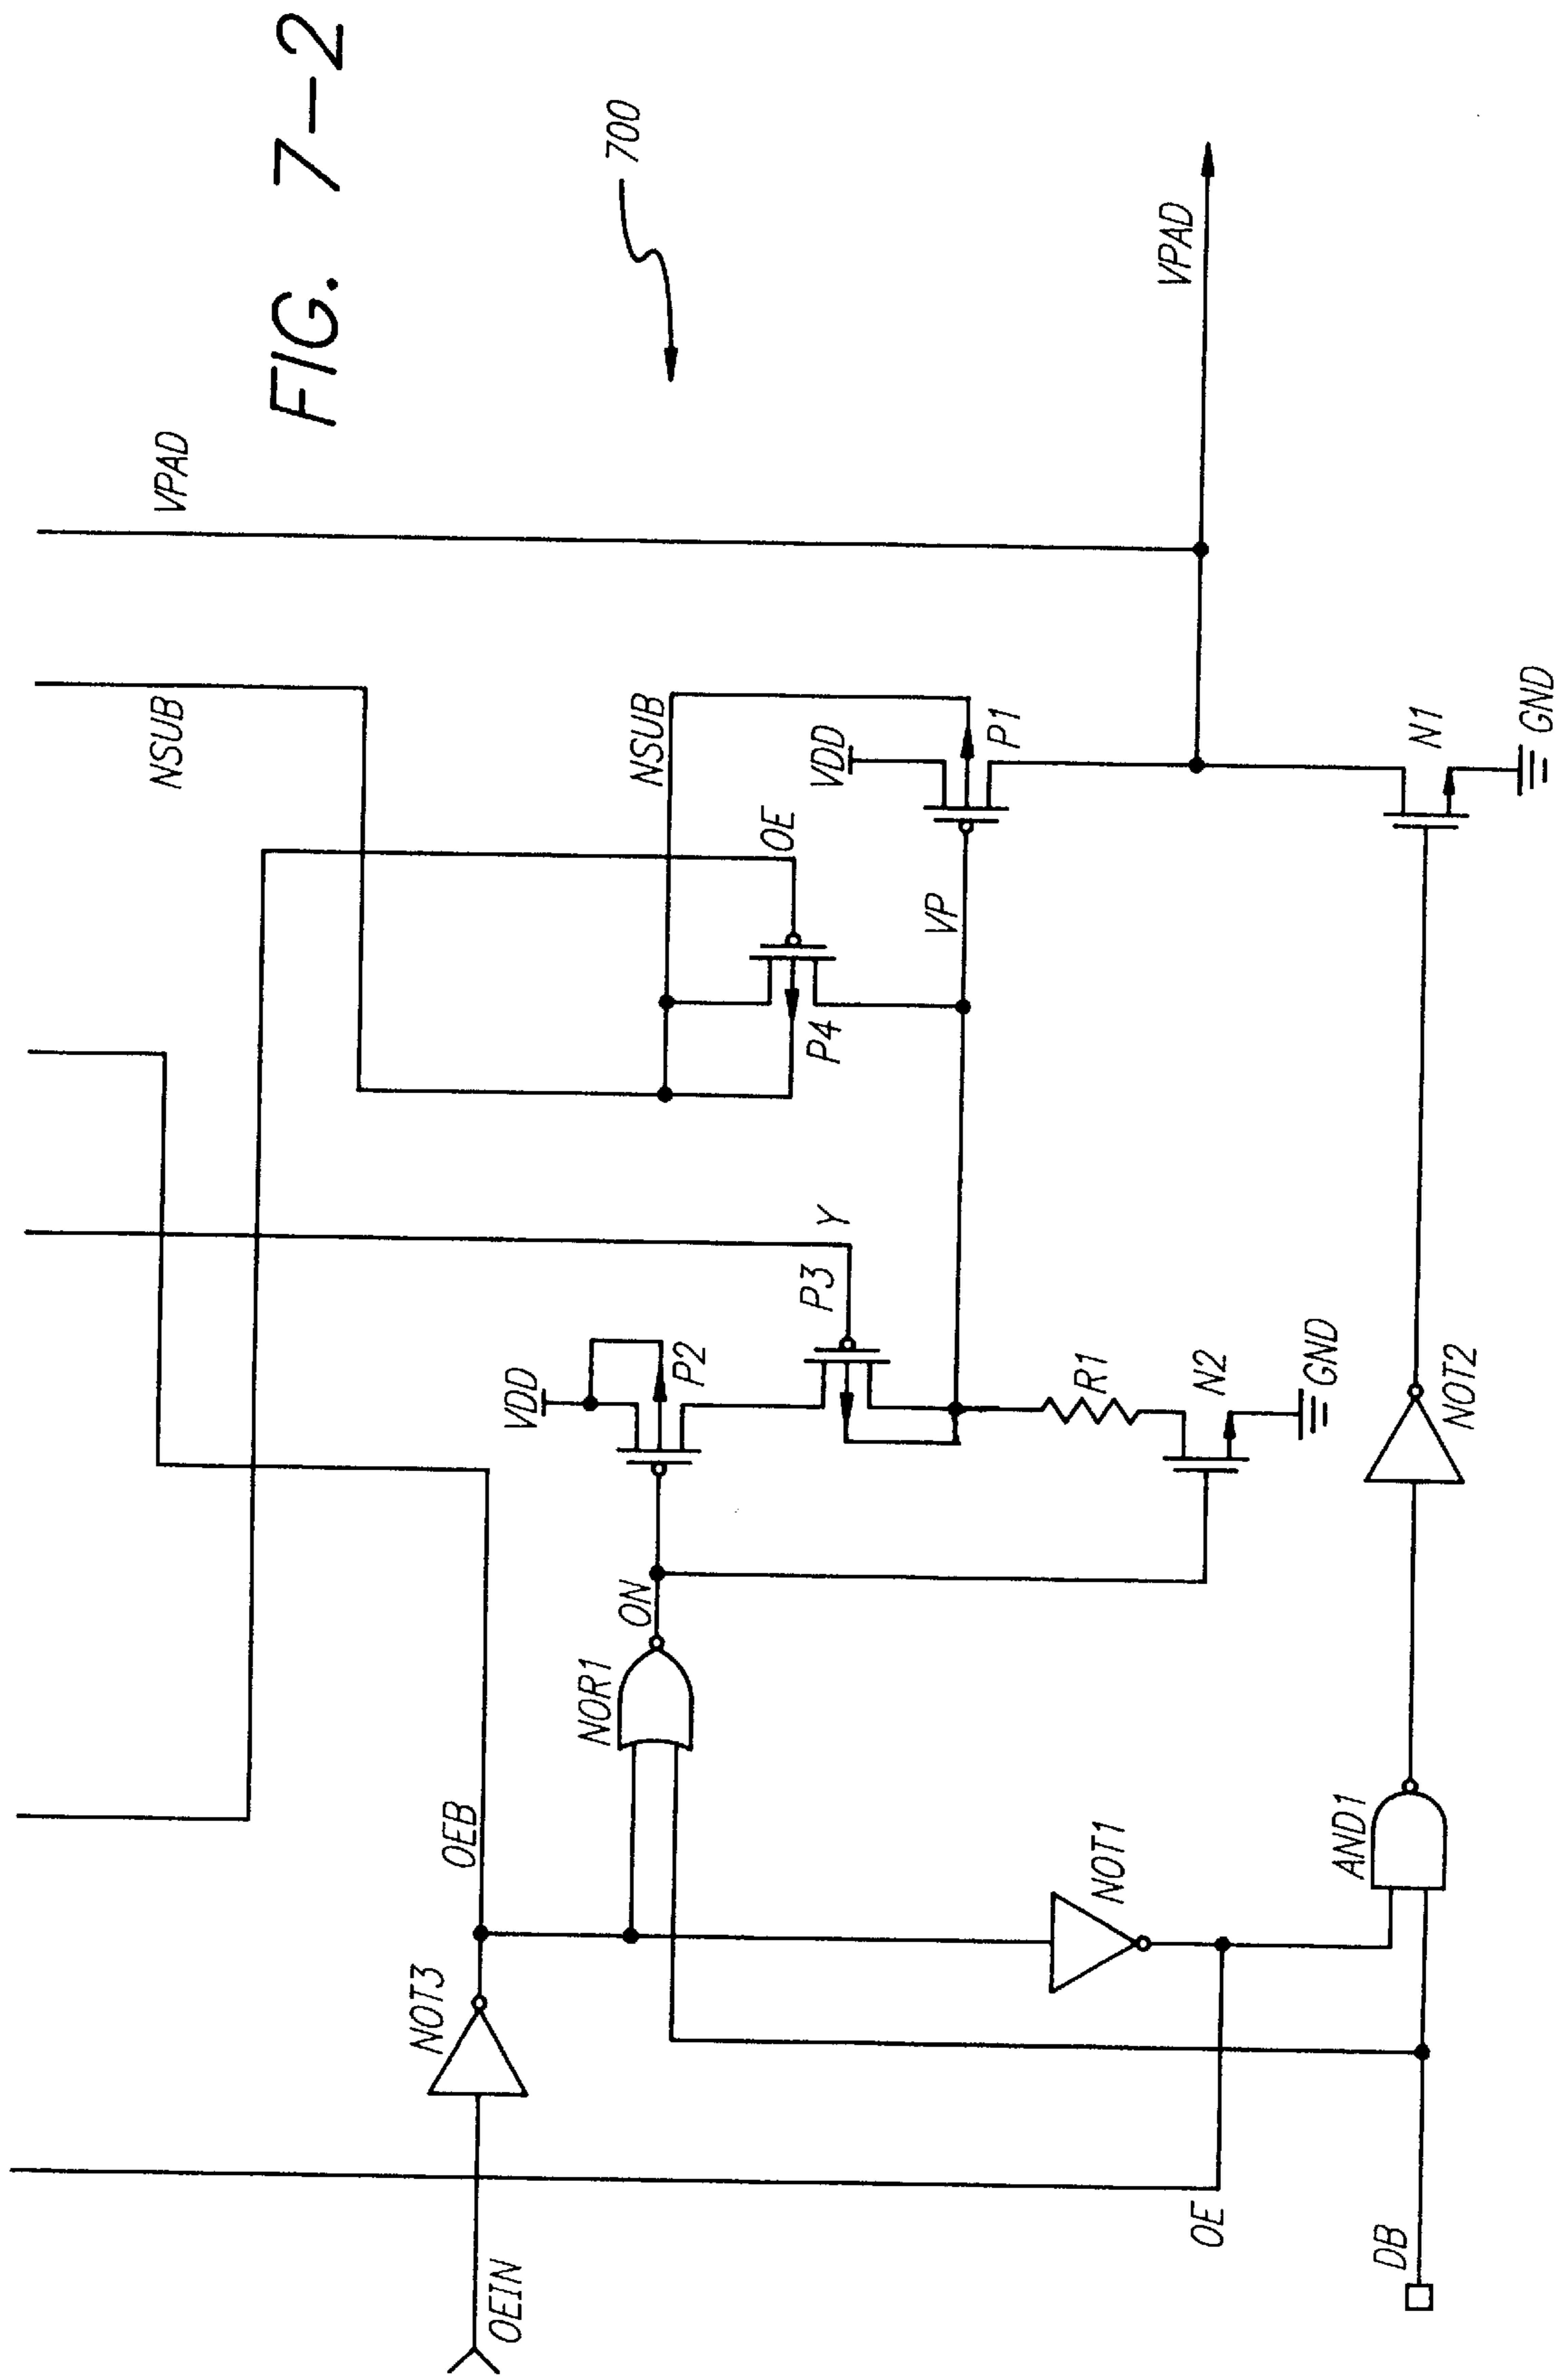 FIG. 7-2
700
VPAD
NSUB
VPAD
NSUB
OE
VDD
P1
P4
VP
N1
GND
Y
P3
VDD
P2
R1
N2
GND
NOT2
ON
NOR1
OEB
NOT1
AND1
NOT3
OEIN
OE
DB